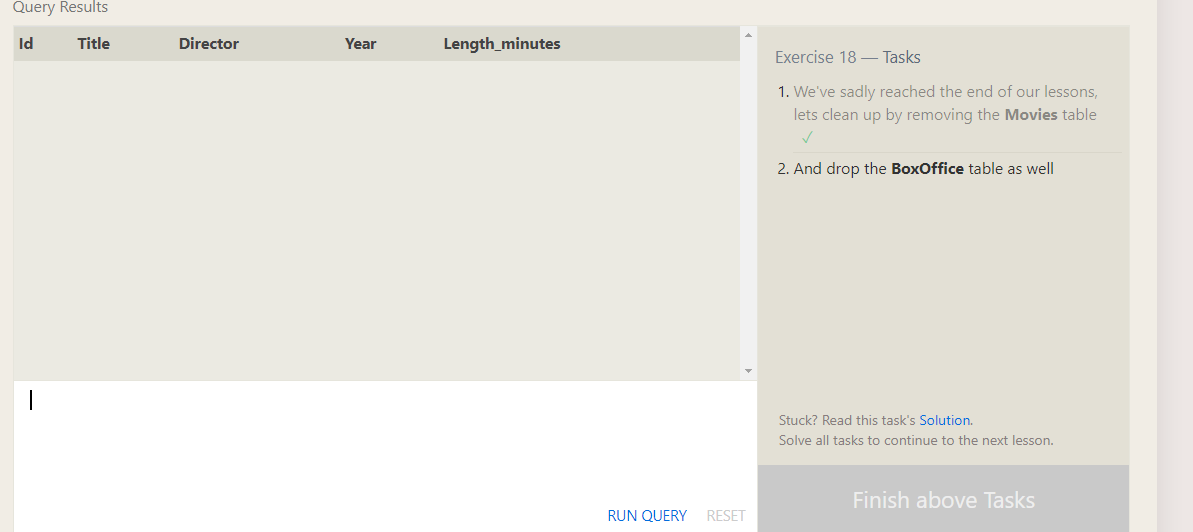 Query Results
Id Title Director Year Length_minutes
Exercise 18 — Tasks
1. We've sadly reached the end of our lessons,
lets clean up by removing the Movies table
✓
2. And drop the BoxOffice table as well
Stuck? Read this task's Solution.
Solve all tasks to continue to the next lesson.
RUN QUERY RESET
Finish above Tasks